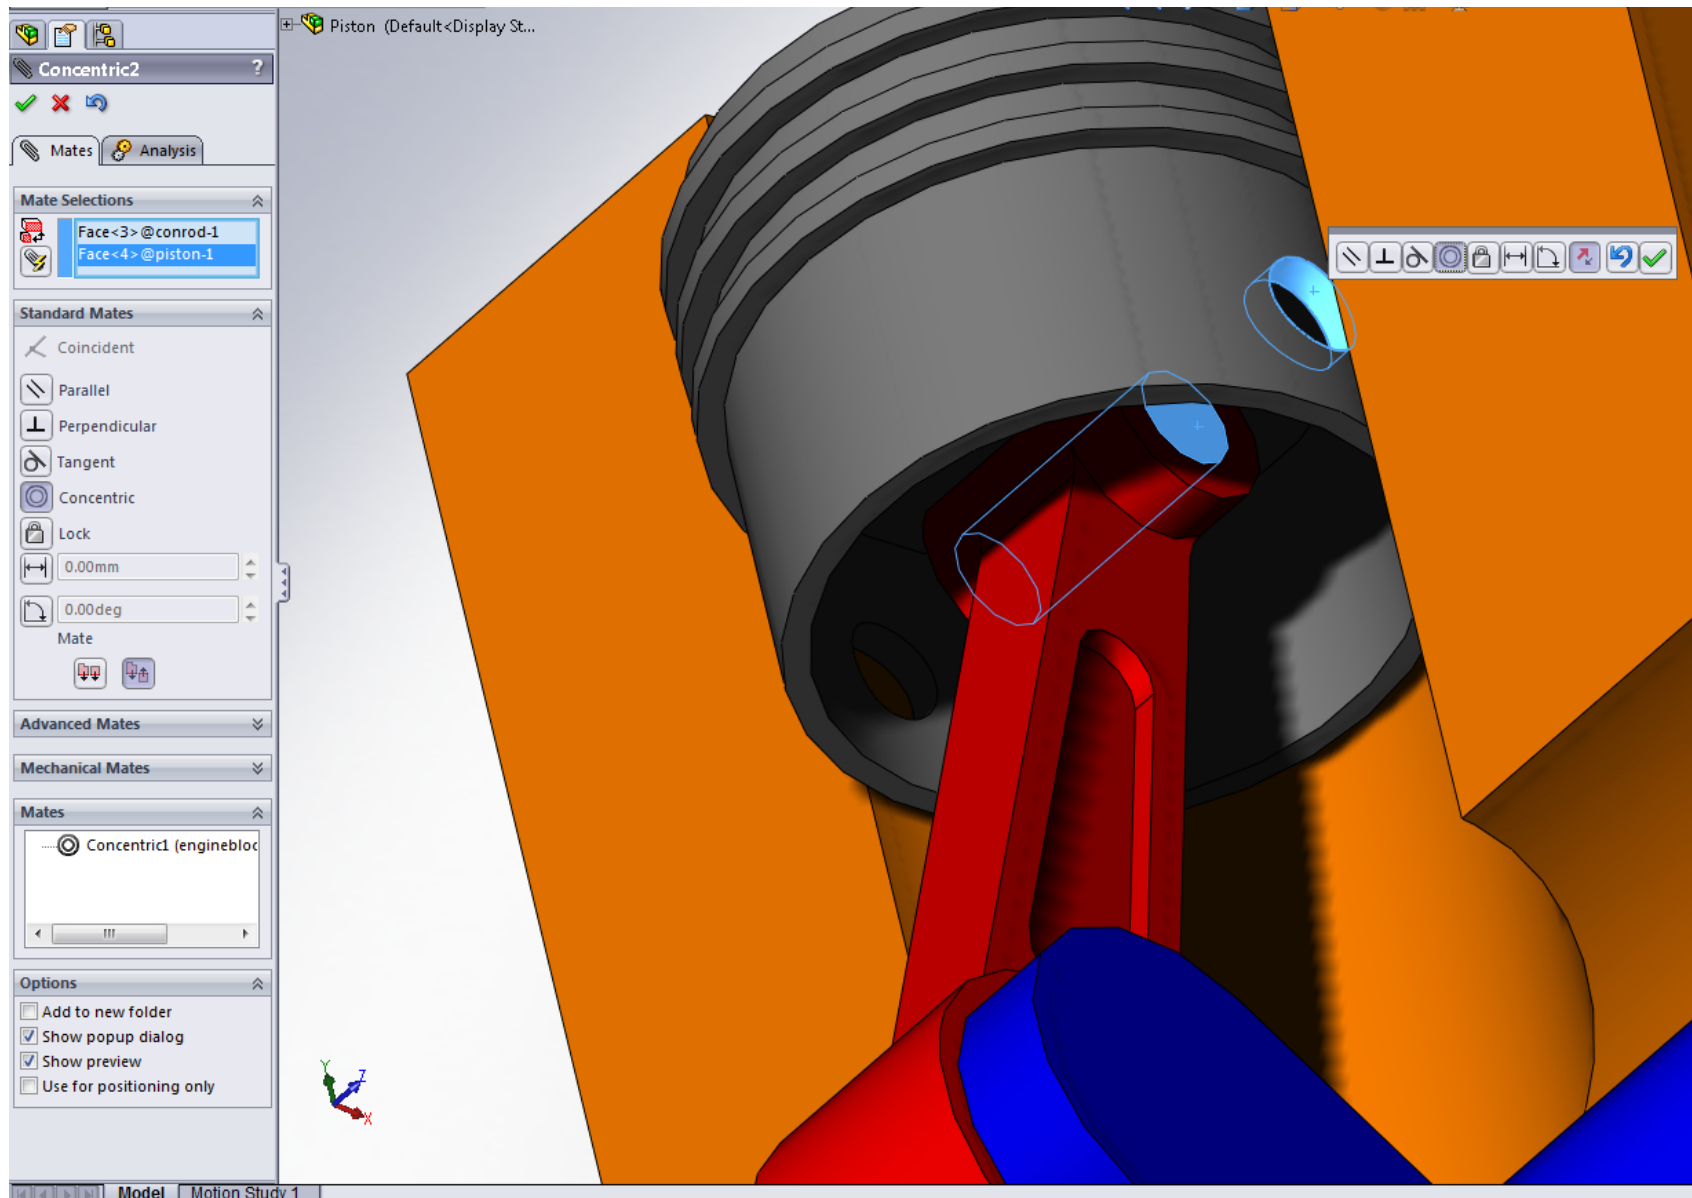 Piston (Default<Display St...
Concentric2
?
Mates
Analysis
Mate Selections
Face<3>@conrod-1
Face<4>@piston-1
Standard Mates
Coincident
Parallel
Perpendicular
Tangent
Concentric
Lock
0.00mm
0.00deg
Mate
Advanced Mates
Mechanical Mates
Mates
Concentric1 (enginebloc
Options
Add to new folder
Show popup dialog
Show preview
Use for positioning only
Y
Z
X
Model
Motion Study 1